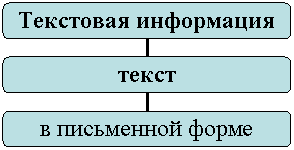 Текстовая информация
текст
в письменной форме